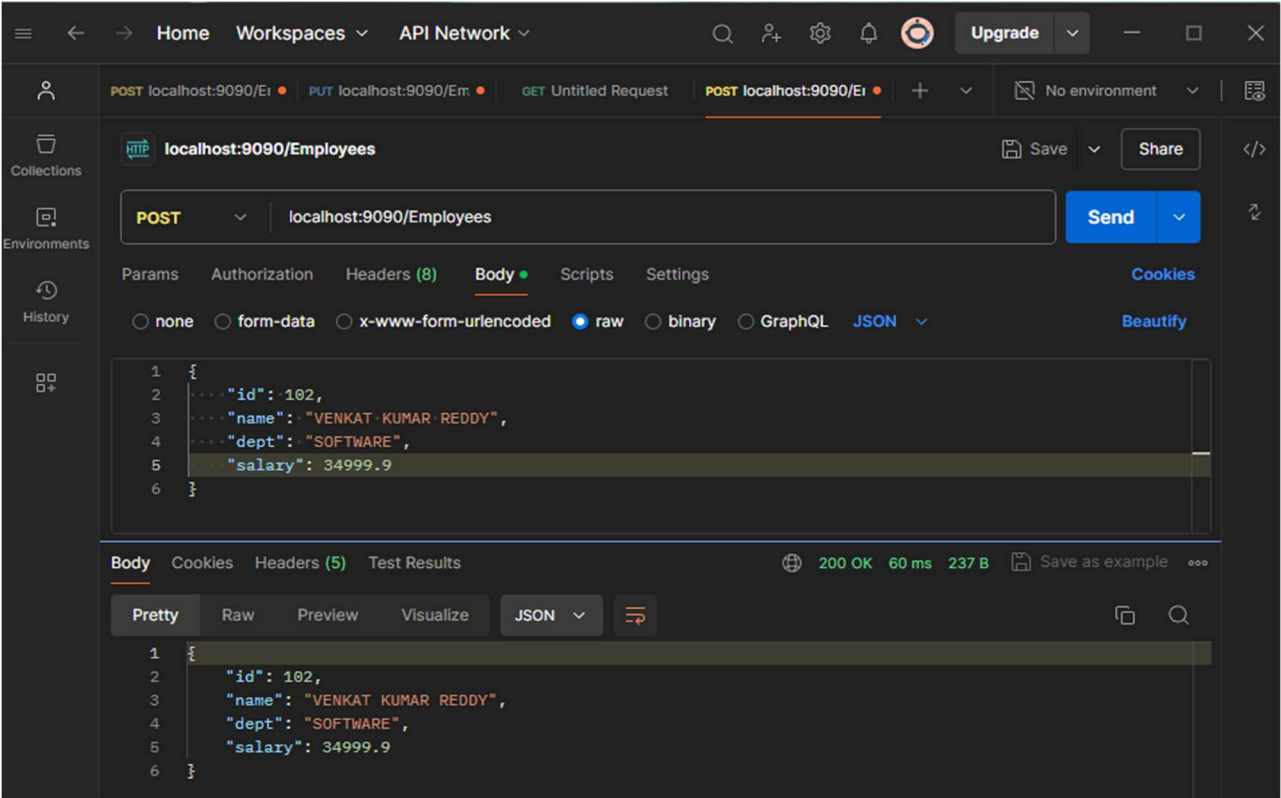 Home Workspaces API Network Upgrade
POST localhost:9090/Er PUT localhost:9090/Em GET Untitled Request POST localhost:9090/Er No environment
HTTP localhost:9090/Employees Save Share
Collections
POST localhost:9090/Employees Send
Environments
Params Authorization Headers (8) Body Scripts Settings Cookies
History
none form-data x-www-form-urlencoded raw binary GraphQL JSON Beautify
1 {
2 "id": 102,
3 "name": "VENKAT KUMAR REDDY",
4 "dept": "SOFTWARE",
5 "salary": 34999.9
6 }
Body Cookies Headers (5) Test Results 200 OK 60 ms 237 B Save as example
Pretty Raw Preview Visualize JSON
1 {
2 "id": 102,
3 "name": "VENKAT KUMAR REDDY",
4 "dept": "SOFTWARE",
5 "salary": 34999.9
6 }